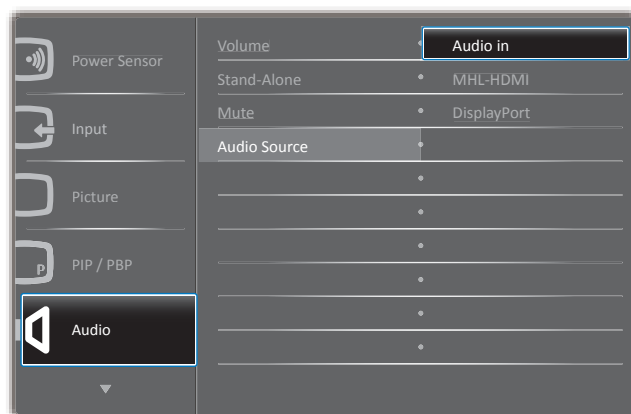 Power Sensor
Input
Picture
P
PIP / PBP
Audio
Volume
Stand-Alone
Mute
Audio Source
Audio in
MHL-HDMI
DisplayPort